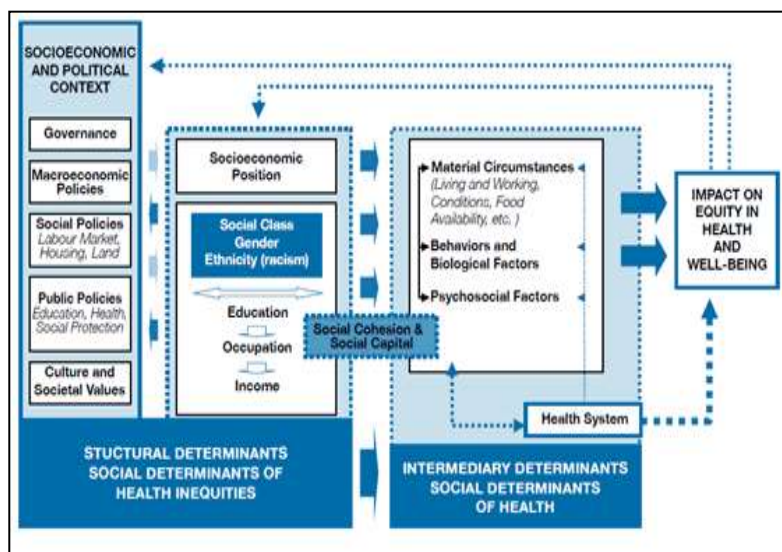 SOCIOECONOMIC
AND POLITICAL
CONTEXT
Governance
Macroeconomic
Policies
Social Policies
Labour Market,
Housing, Land
Public Policies
Education, Health,
Social Protection
Culture and
Societal Values
Socioeconomic
Position
Social Class
Gender
Ethnicity (racism)
Education
Occupation
Income
STUCTURAL DETERMINANTS
SOCIAL DETERMINANTS OF
HEALTH INEQUITIES
Social Cohesion &
Social Capital
Material Circumstances
(Living and Working,
Conditions, Food
Availability, etc. )
Behaviors and
Biological Factors
Psychosocial Factors
Health System
INTERMEDIARY DETERMINANTS
SOCIAL DETERMINANTS
OF HEALTH
IMPACT ON
EQUITY IN
HEALTH
AND
WELL-BEING